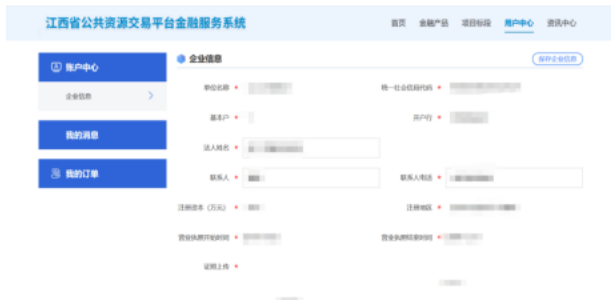 江西省公共资源交易平台金融服务系统
首页 金融产品 项目标段 用户中心 资讯中心
账户中心
企业信息
我的消息
我的订单
企业信息
保存企业信息
单位名称 *
统一社会信用代码 *
基本户 *
开户行 *
法人姓名 *
联系人 *
联系人电话 *
注册资本（万元） *
注册地区 *
营业执照开始时间 *
营业执照结束时间 *
证照上传 *